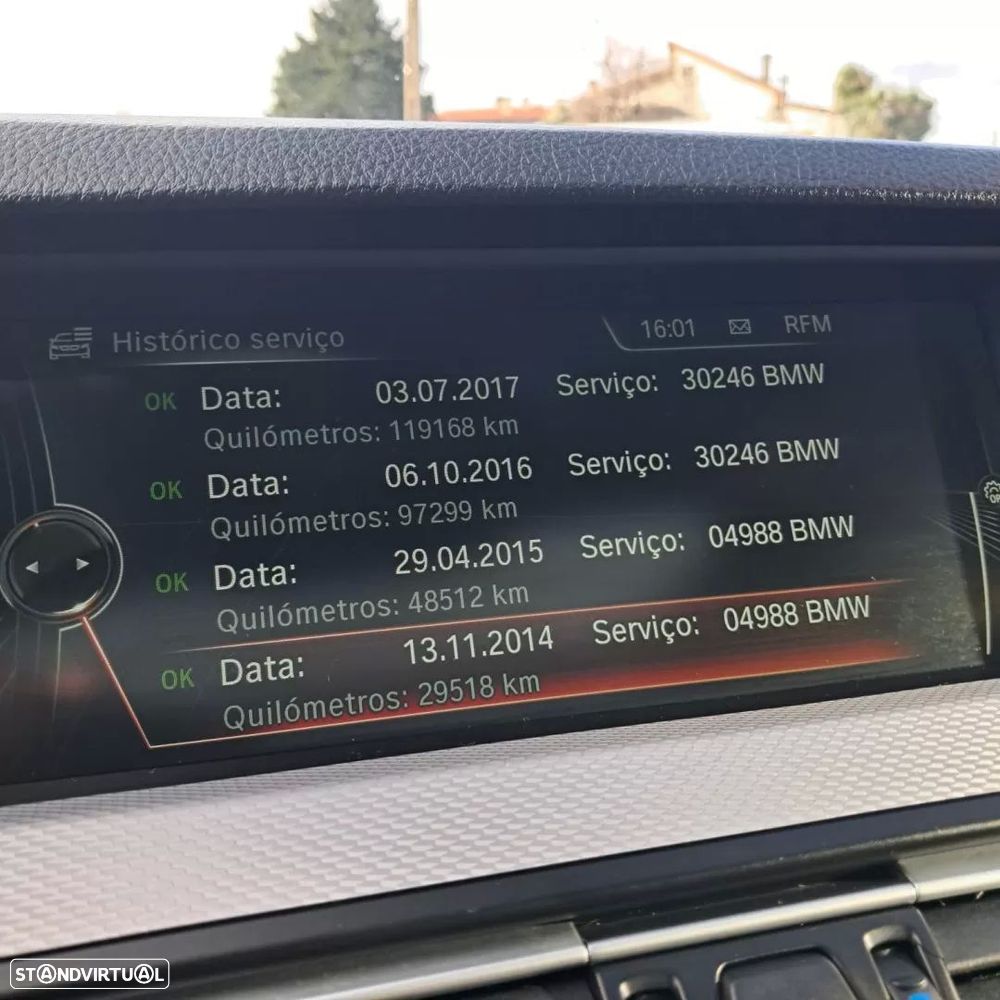 Histórico serviço 16:01 RFM
OK Data: 03.07.2017 Serviço: 30246 BMW
Quilómetros: 119168 km
OK Data: 06.10.2016 Serviço: 30246 BMW
Quilómetros: 97299 km
OK Data: 29.04.2015 Serviço: 04988 BMW
Quilómetros: 48512 km
OK Data: 13.11.2014 Serviço: 04988 BMW
Quilómetros: 29518 km
STANDVIRTUAL